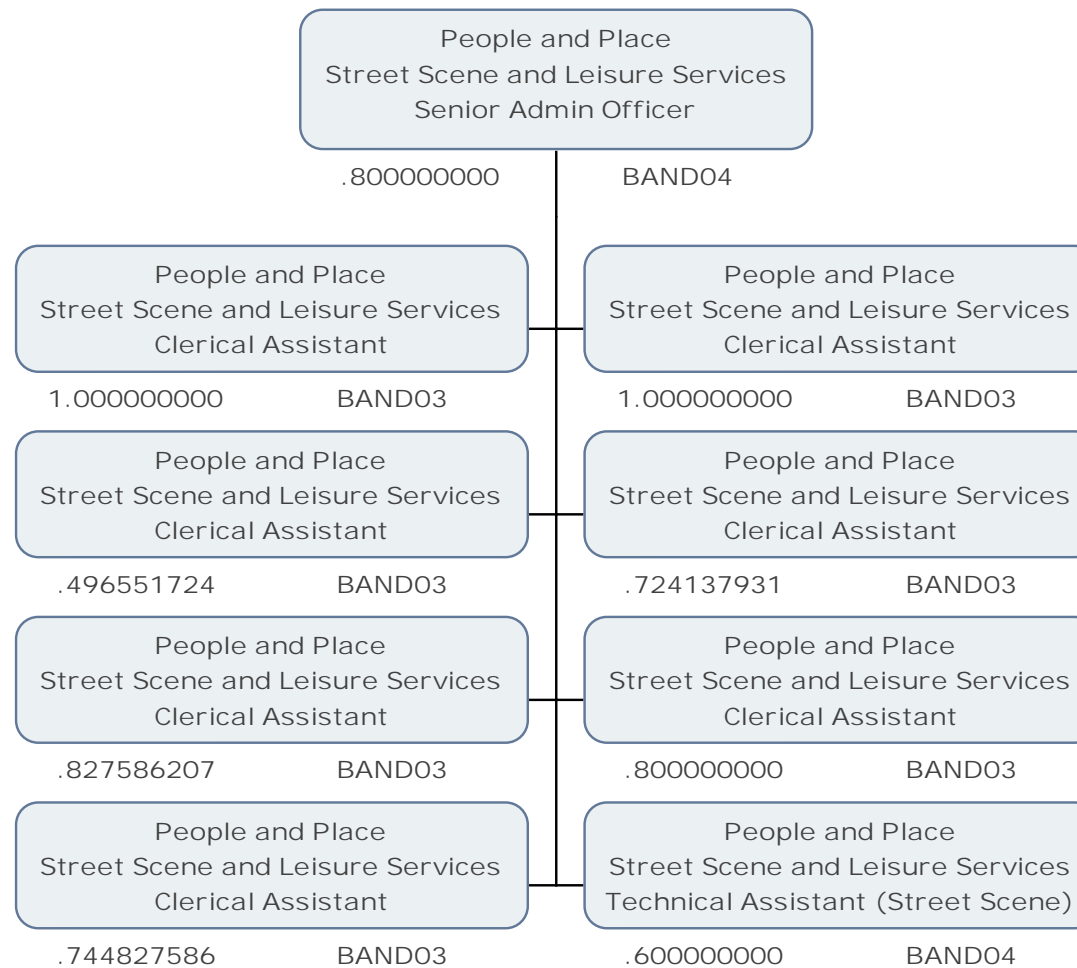 People and Place
Street Scene and Leisure Services
Senior Admin Officer
.800000000 BAND04
People and Place
Street Scene and Leisure Services
Clerical Assistant
1.000000000 BAND03
People and Place
Street Scene and Leisure Services
Clerical Assistant
1.000000000 BAND03
People and Place
Street Scene and Leisure Services
Clerical Assistant
.496551724 BAND03
People and Place
Street Scene and Leisure Services
Clerical Assistant
.724137931 BAND03
People and Place
Street Scene and Leisure Services
Clerical Assistant
.827586207 BAND03
People and Place
Street Scene and Leisure Services
Clerical Assistant
.800000000 BAND03
People and Place
Street Scene and Leisure Services
Clerical Assistant
.744827586 BAND03
People and Place
Street Scene and Leisure Services
Technical Assistant (Street Scene)
.600000000 BAND04